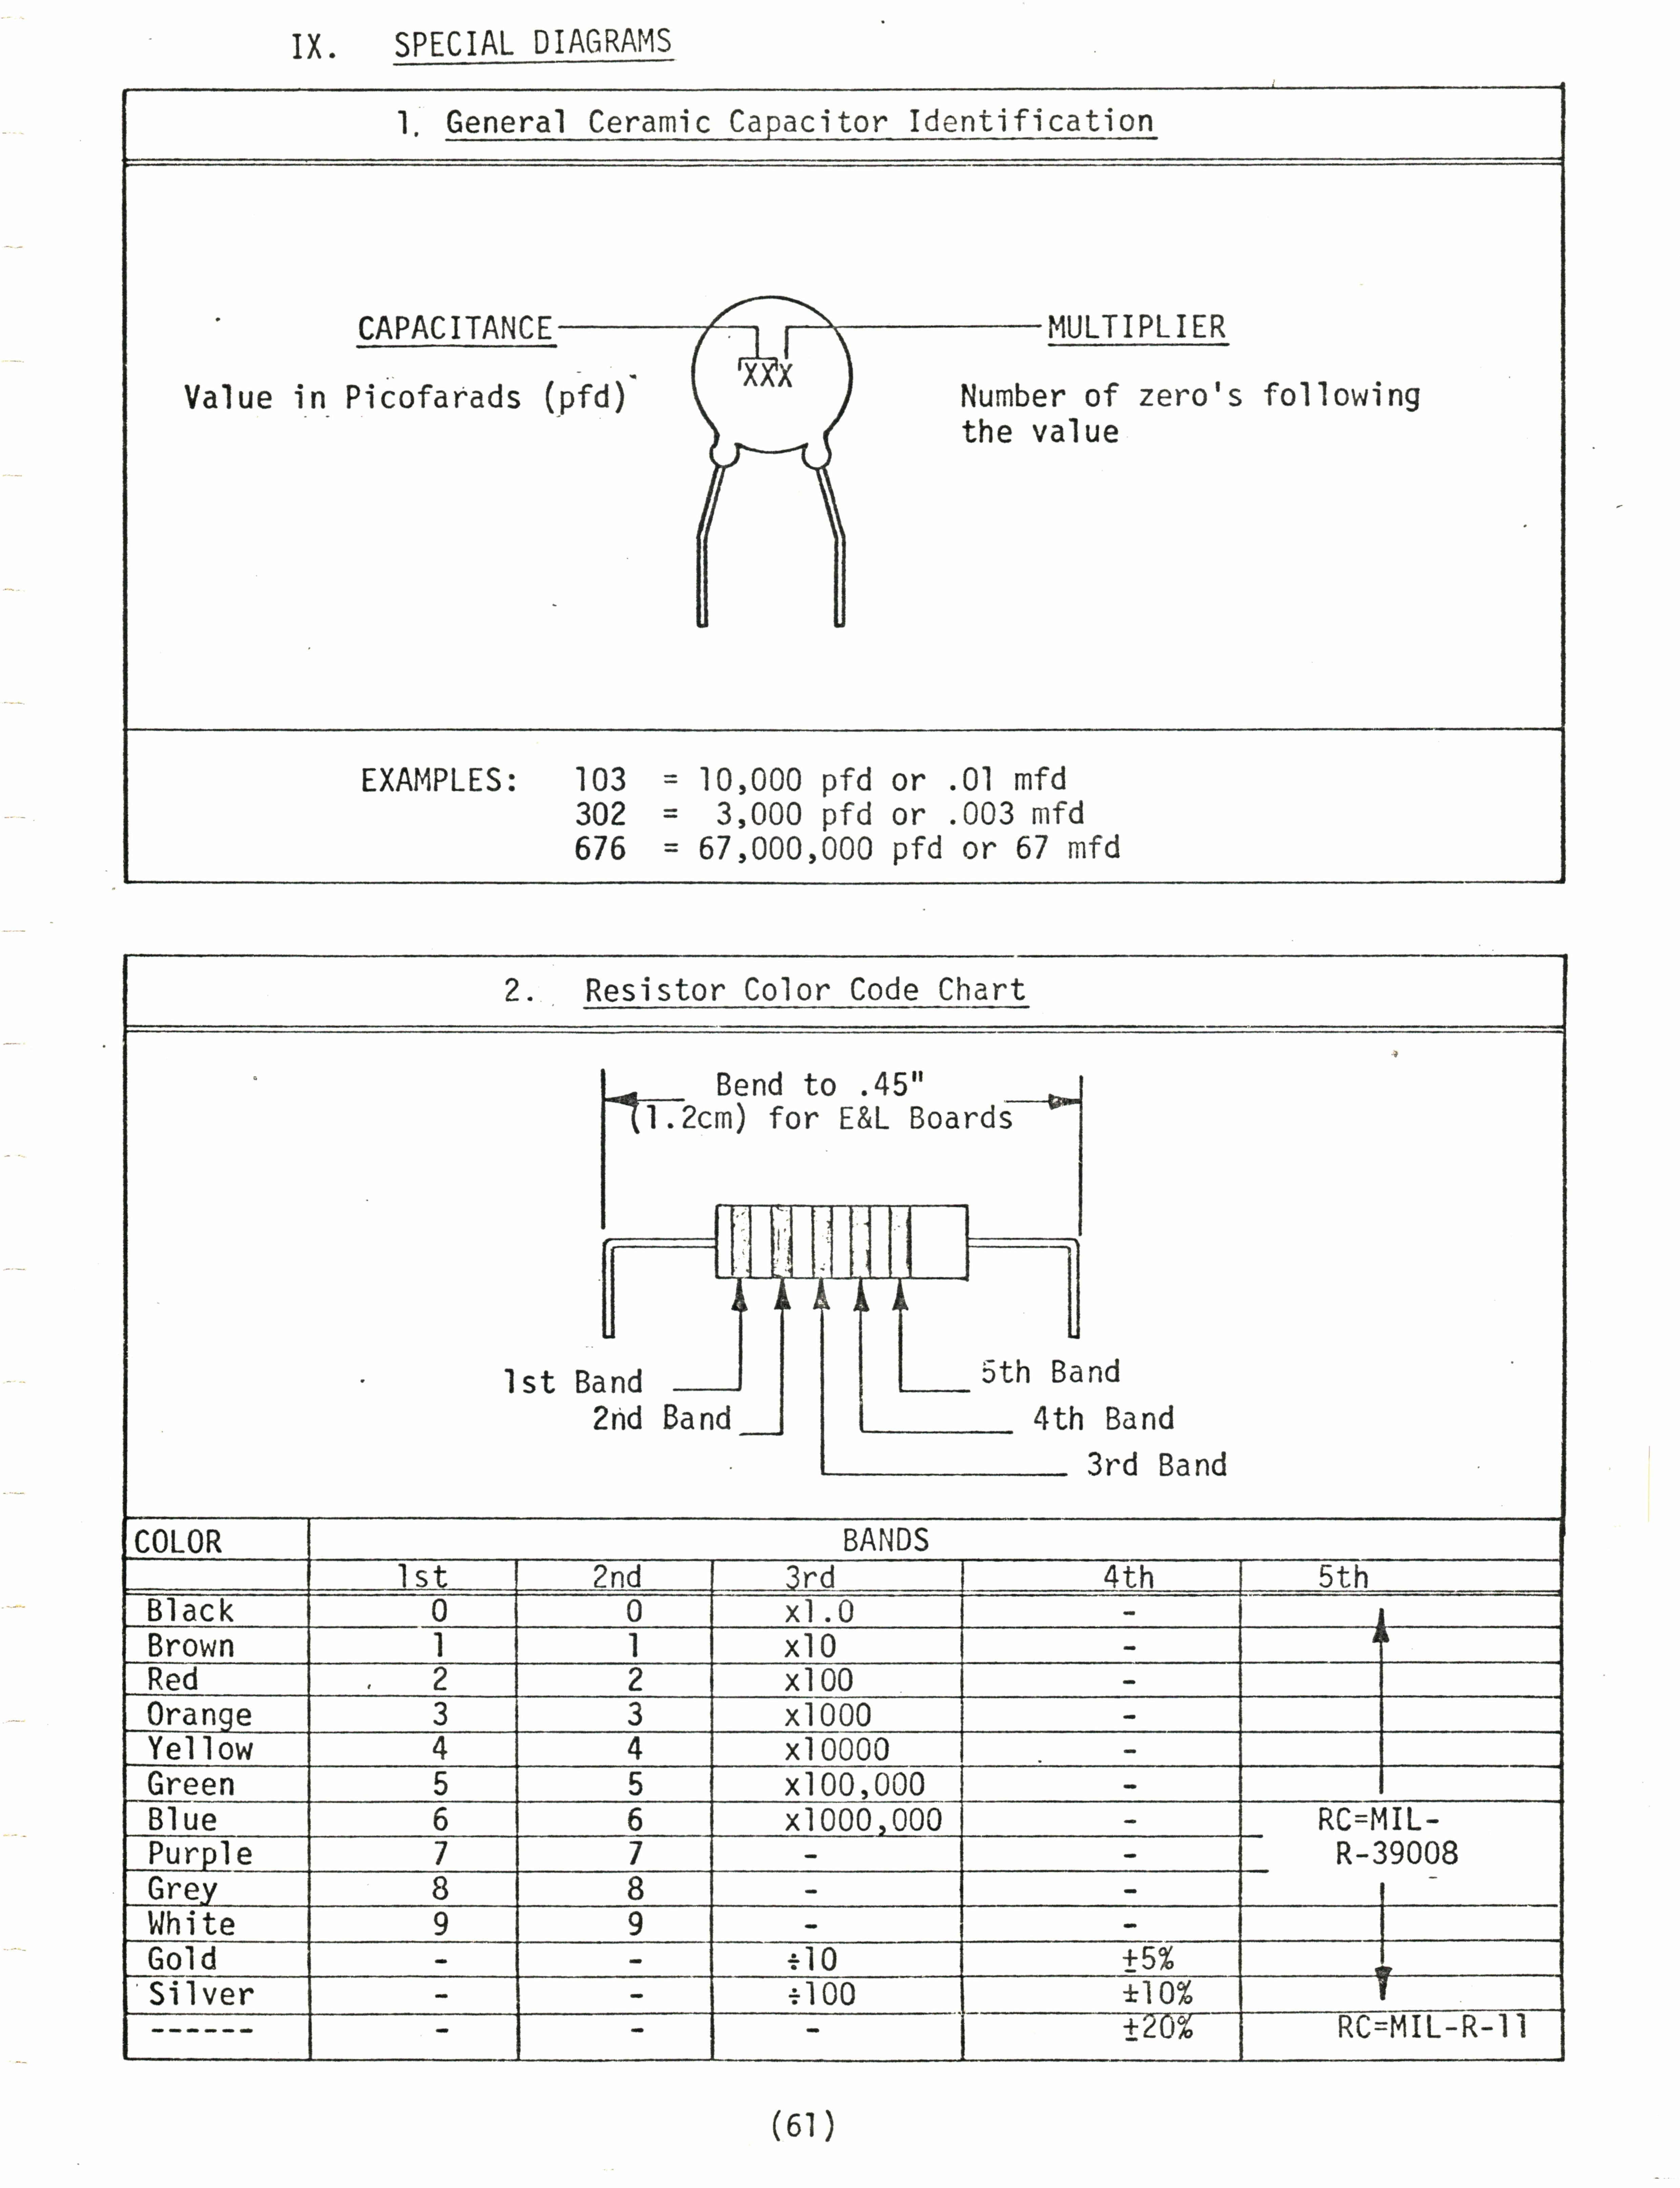 IX. SPECIAL DIAGRAMS
1. General Ceramic Capacitor Identification
CAPACITANCE
MULTIPLIER
XXX
Value in Picofarads (pfd)
Number of zero's following
the value
EXAMPLES: 103 = 10,000 pfd or .01 mfd
302 = 3,000 pfd or .003 mfd
676 = 67,000,000 pfd or 67 mfd
2. Resistor Color Code Chart
Bend to .45"
(1.2cm) for E&L Boards
1st Band
5th Band
2nd Band
4th Band
3rd Band
COLOR BANDS
1st 2nd 3rd 4th 5th
Black 0 0 x1.0 -
Brown 1 1 x10 -
Red 2 2 x100 -
Orange 3 3 x1000 -
Yellow 4 4 x10000 -
Green 5 5 x100,000 -
Blue 6 6 x1000,000 - RC=MIL-
Purple 7 7 - - R-39008
Grey 8 8 - -
White 9 9 - -
Gold - - ÷10 ±5%
Silver - - ÷100 ±10%
------ - - - ±20% RC=MIL-R-11
(61)